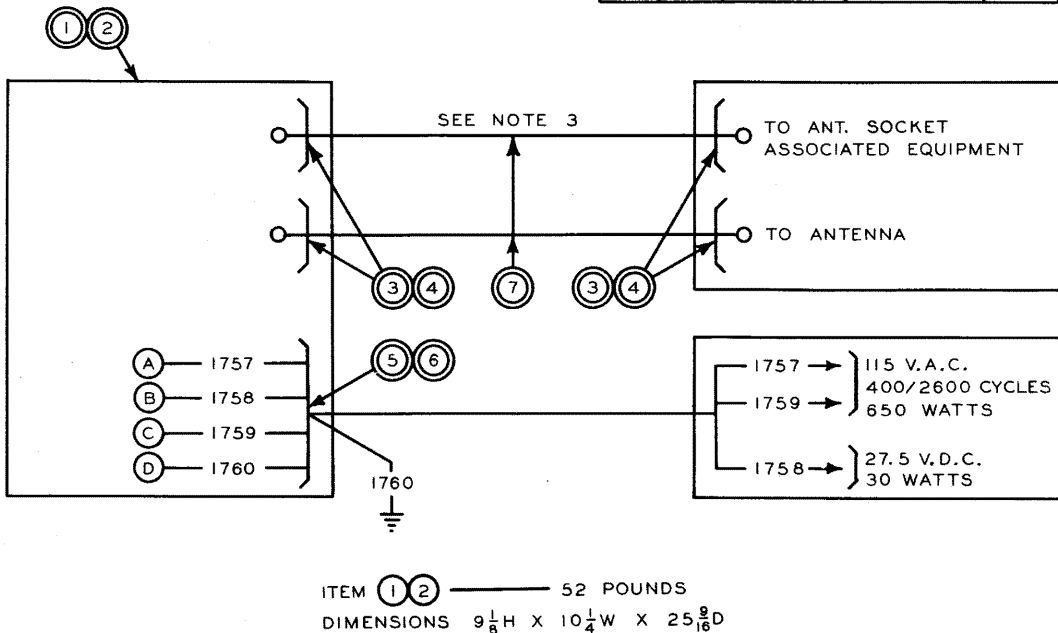 1 2
SEE NOTE 3
TO ANT. SOCKET
ASSOCIATED EQUIPMENT
TO ANTENNA
3 4 7 3 4
5 6
A 1757
B 1758
C 1759
D 1760
1760
1757
1759
115 V.A.C.
400/2600 CYCLES
650 WATTS
1758
27.5 V.D.C.
30 WATTS
ITEM 1 2 52 POUNDS
DIMENSIONS 9 1/8 H X 10 1/4 W X 25 9/16 D